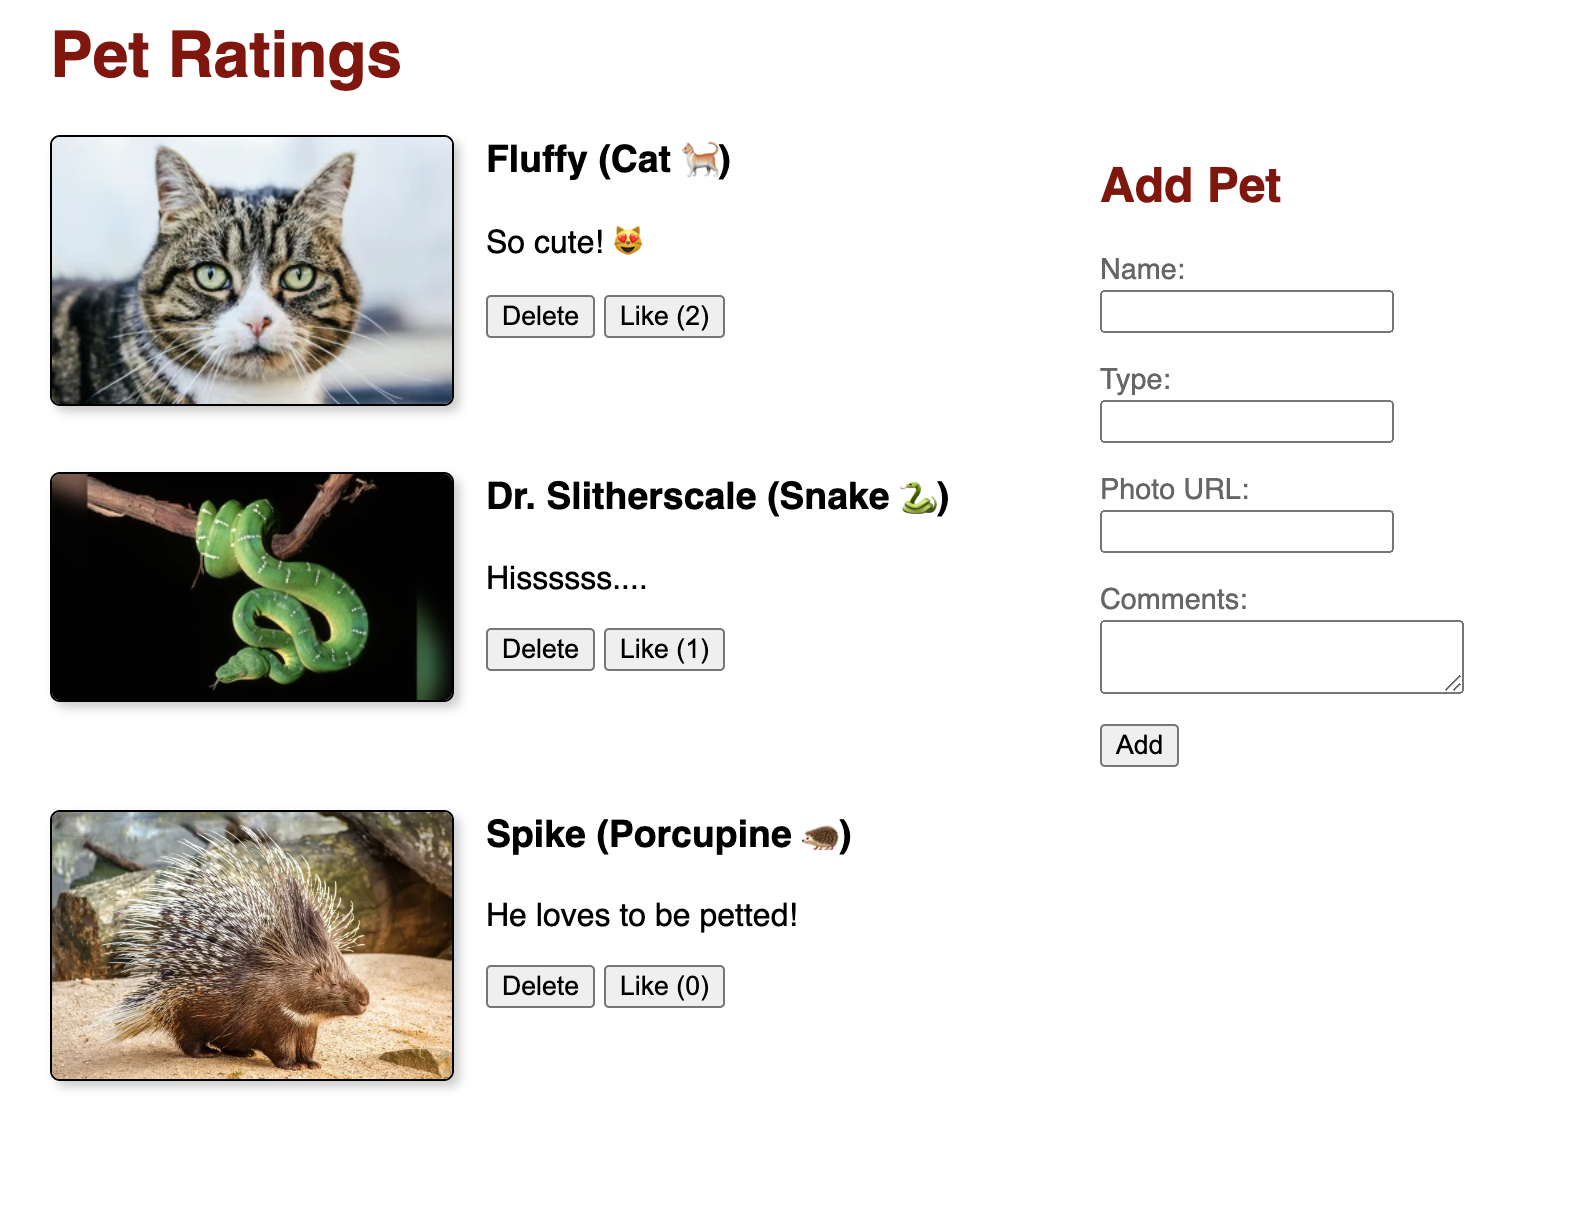 Pet Ratings
Fluffy (Cat 🐈)
So cute! 😻
Delete
Like (2)
Dr. Slitherscale (Snake 🐍)
Hissssss....
Delete
Like (1)
Spike (Porcupine 🦔)
He loves to be petted!
Delete
Like (0)
Add Pet
Name:
Type:
Photo URL:
Comments:
Add